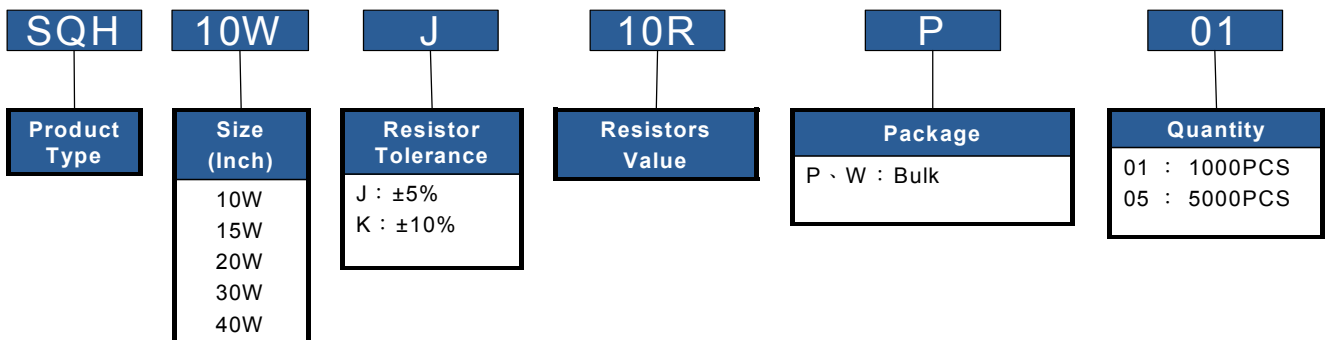 SQH 10W J 10R P 01
Product
Type
Size
(Inch)
10W
15W
20W
30W
40W
Resistor
Tolerance
J：±5%
K：±10%
Resistors
Value
Package
P、W：Bulk
Quantity
01 ： 1000PCS
05 ： 5000PCS